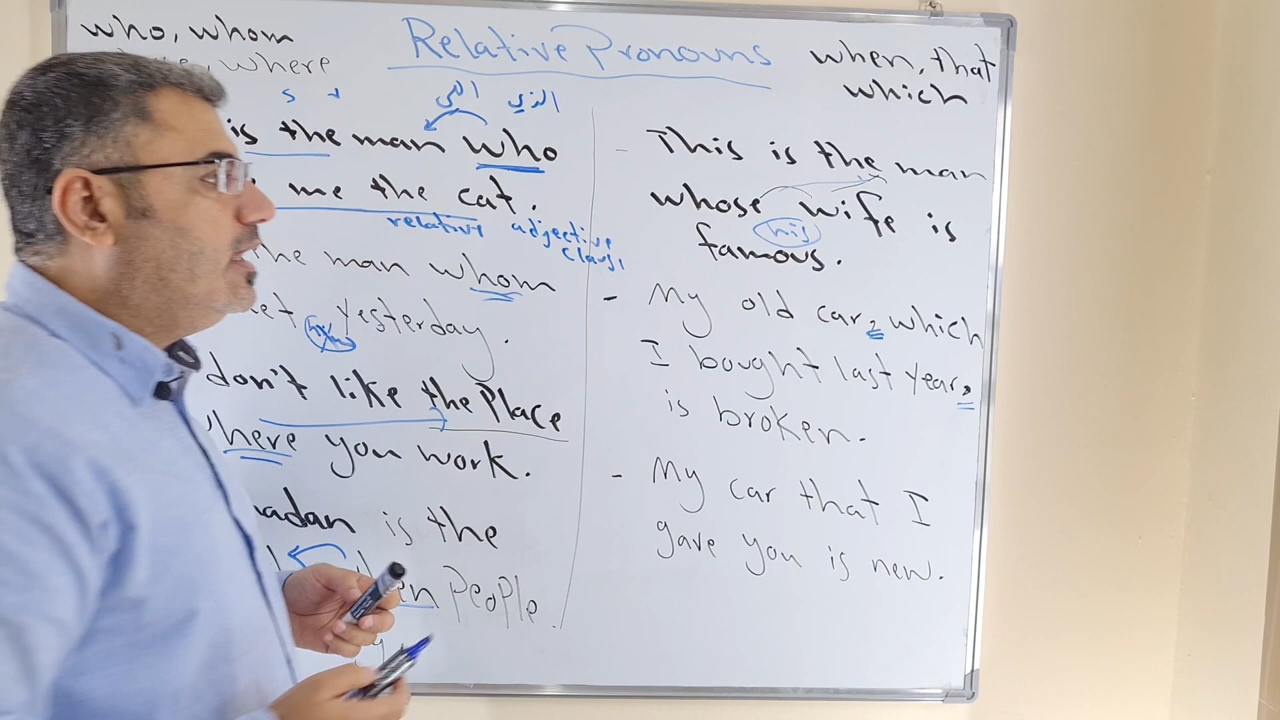 who, whom
where
Relative Pronouns
when, that
which
الذي التي
is the man who
me the cat.
relative adjective
clause
the man whom
yesterday.
don't like the Place
where you work.
is the
People.
This is the man
whose wife is
his
famous.
- My old car, which
I bought last year,
is broken.
- My car that I
gave you is new.